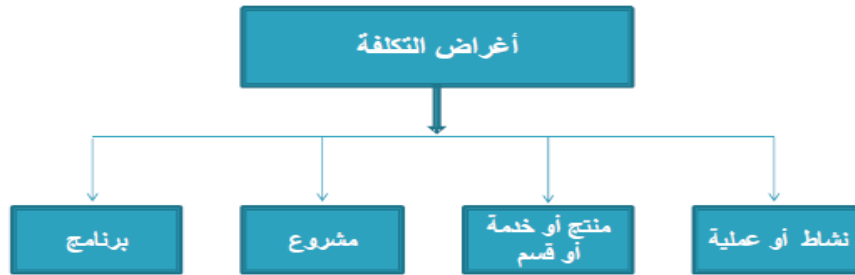 أغراض التكلفة
نشاط أو عملية
منتج أو خدمة
أو قسم
مشروع
برنامج